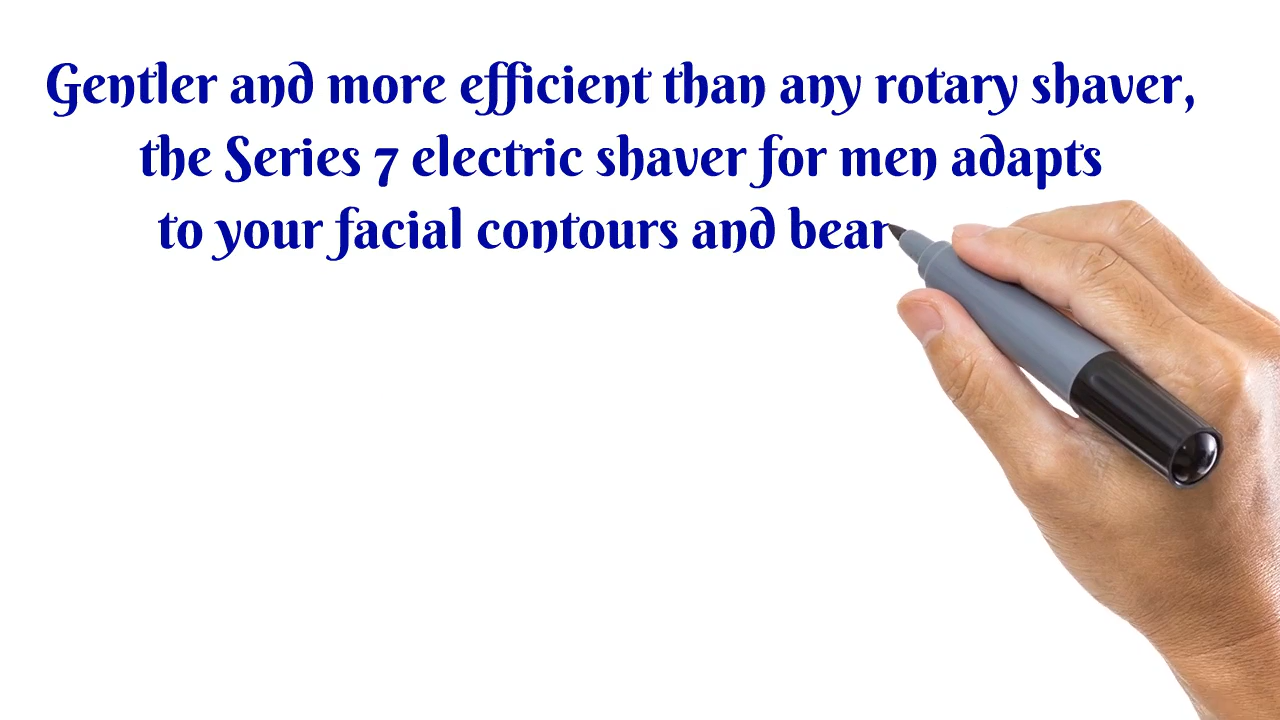 Gentler and more efficient than any rotary shaver,
the Series 7 electric shaver for men adapts
to your facial contours and bear